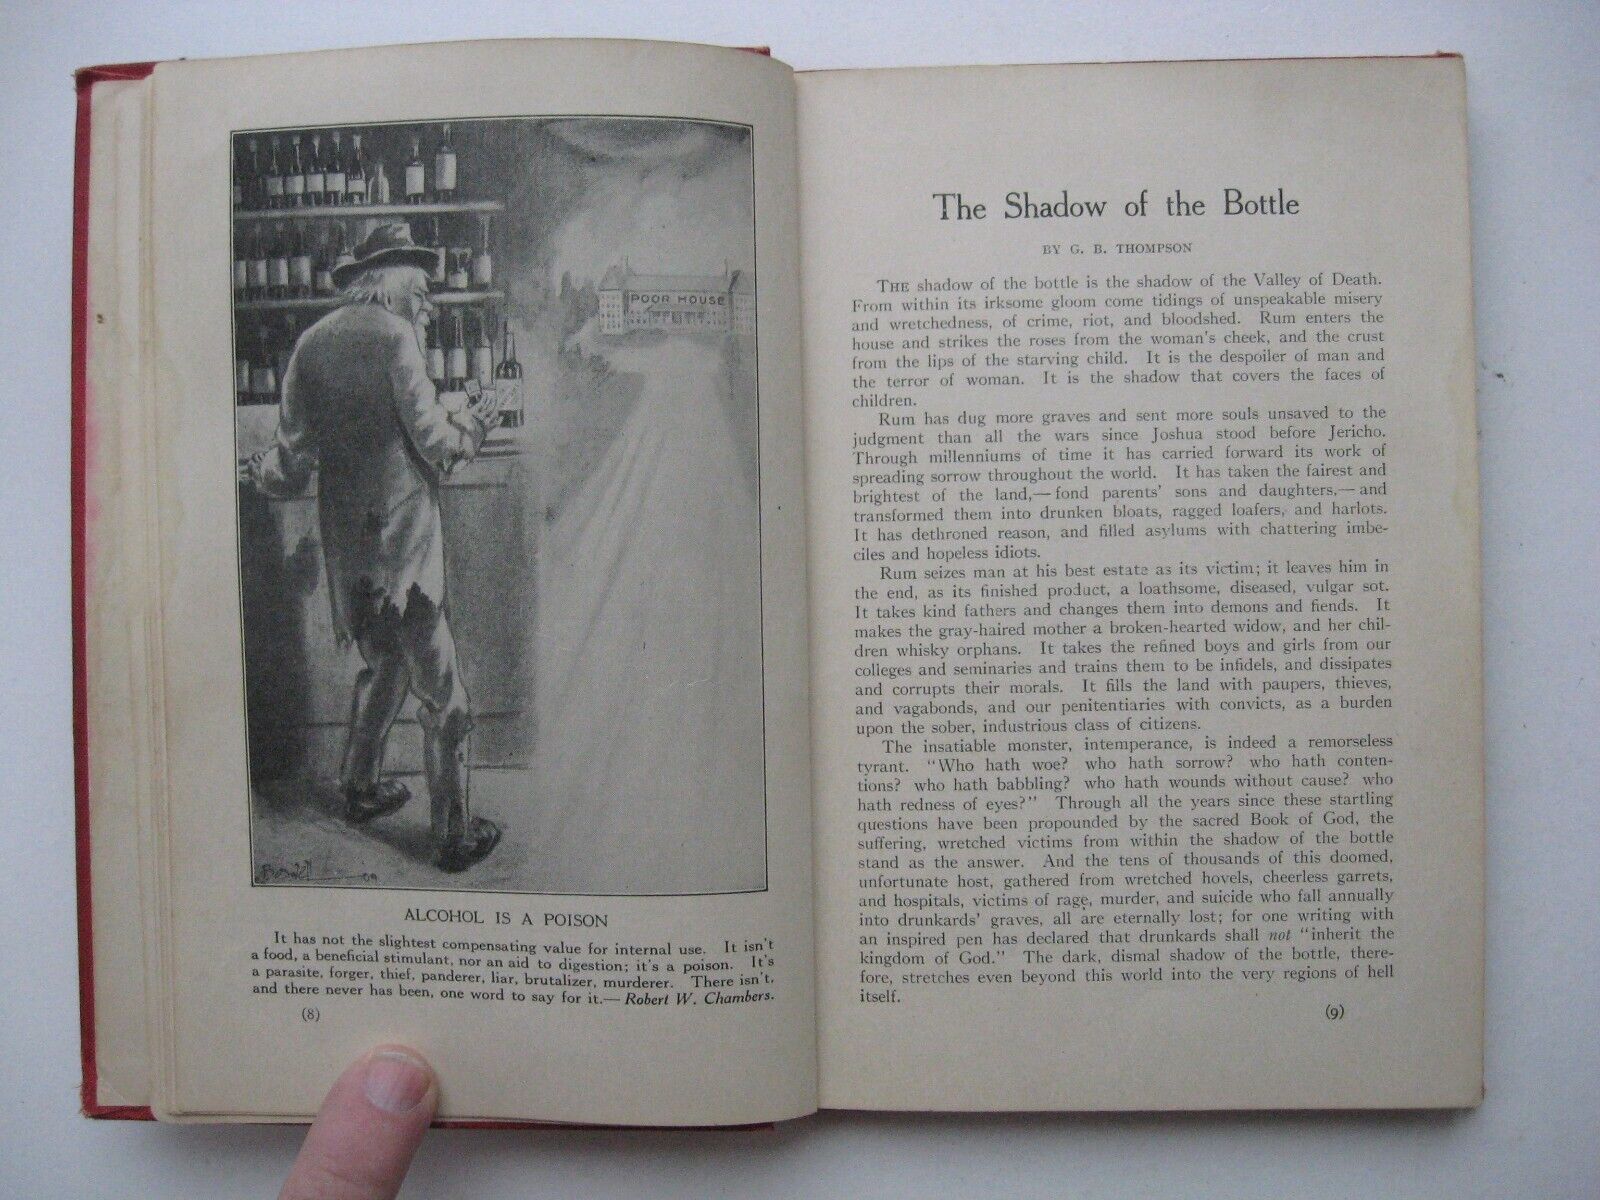 POOR HOUSE
ALCOHOL IS A POISON
It has not the slightest compensating value for internal use. It isn't
a food, a beneficial stimulant, nor an aid to digestion; it's a poison. It's
a parasite, forger, thief, panderer, liar, brutalizer, murderer. There isn't,
and there never has been, one word to say for it.— Robert W. Chambers.
(8)
The Shadow of the Bottle
BY G. B. THOMPSON
THE shadow of the bottle is the shadow of the Valley of Death.
From within its irksome gloom come tidings of unspeakable misery
and wretchedness, of crime, riot, and bloodshed. Rum enters the
house and strikes the roses from the woman's cheek, and the crust
from the lips of the starving child. It is the despoiler of man and
the terror of woman. It is the shadow that covers the faces of
children.
Rum has dug more graves and sent more souls unsaved to the
judgment than all the wars since Joshua stood before Jericho.
Through millenniums of time it has carried forward its work of
spreading sorrow throughout the world. It has taken the fairest and
brightest of the land,— fond parents' sons and daughters,— and
transformed them into drunken bloats, ragged loafers, and harlots.
It has dethroned reason, and filled asylums with chattering imbe-
ciles and hopeless idiots.
Rum seizes man at his best estate as its victim; it leaves him in
the end, as its finished product, a loathsome, diseased, vulgar sot.
It takes kind fathers and changes them into demons and fiends. It
makes the gray-haired mother a broken-hearted widow, and her chil-
dren whisky orphans. It takes the refined boys and girls from our
colleges and seminaries and trains them to be infidels, and dissipates
and corrupts their morals. It fills the land with paupers, thieves,
and vagabonds, and our penitentiaries with convicts, as a burden
upon the sober, industrious class of citizens.
The insatiable monster, intemperance, is indeed a remorseless
tyrant. "Who hath woe? who hath sorrow? who hath conten-
tions? who hath babbling? who hath wounds without cause? who
hath redness of eyes?" Through all the years since these startling
questions have been propounded by the sacred Book of God, the
suffering, wretched victims from within the shadow of the bottle
stand as the answer. And the tens of thousands of this doomed,
unfortunate host, gathered from wretched hovels, cheerless garrets,
and hospitals, victims of rage, murder, and suicide who fall annually
into drunkards' graves, all are eternally lost; for one writing with
an inspired pen has declared that drunkards shall not "inherit the
kingdom of God." The dark, dismal shadow of the bottle, there-
fore, stretches even beyond this world into the very regions of hell
itself.
(9)